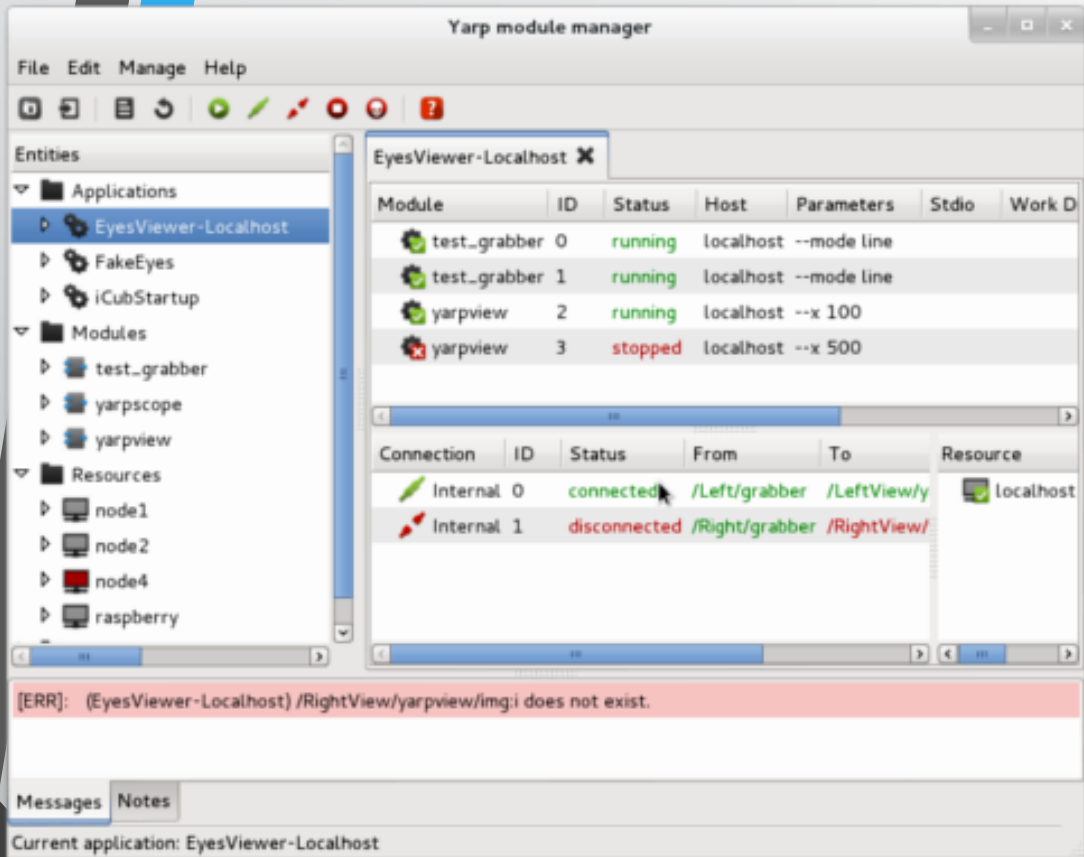 Yarp module manager
File Edit Manage Help
Entities
Applications
EyesViewer-Localhost
FakeEyes
iCubStartup
Modules
test_grabber
yarpscope
yarpview
Resources
node1
node2
node4
raspberry
EyesViewer-Localhost
Module ID Status Host Parameters Stdio Work D
test_grabber 0 running localhost --mode line
test_grabber 1 running localhost --mode line
yarpview 2 running localhost --x 100
yarpview 3 stopped localhost --x 500
Connection ID Status From To
Internal 0 connected /Left/grabber /LeftView/y
Internal 1 disconnected /Right/grabber /RightView/
Resource
localhost
[ERR]: (EyesViewer-Localhost) /RightView/yarpview/img:i does not exist.
Messages Notes
Current application: EyesViewer-Localhost